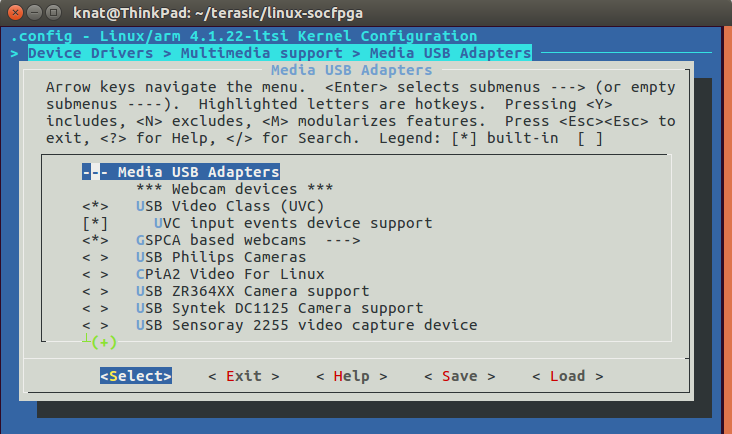 knat@ThinkPad: ~/terasic/linux-socfpga
.config - Linux/arm 4.1.22-ltsi Kernel Configuration
> Device Drivers > Multimedia support > Media USB Adapters
Media USB Adapters
Arrow keys navigate the menu.  <Enter> selects submenus ---> (or empty
submenus ----).  Highlighted letters are hotkeys.  Pressing <Y>
includes, <N> excludes, <M> modularizes features.  Press <Esc><Esc> to
exit, <?> for Help, </> for Search.  Legend: [*] built-in  [ ]
--- Media USB Adapters
*** Webcam devices ***
<*>   USB Video Class (UVC)
[*]     UVC input events device support
<*>   GSPCA based webcams  --->
< >   USB Philips Cameras
< >   CPiA2 Video For Linux
< >   USB ZR364XX Camera support
< >   USB Syntek DC1125 Camera support
< >   USB Sensoray 2255 video capture device
(+)
<Select>    < Exit >    < Help >    < Save >    < Load >